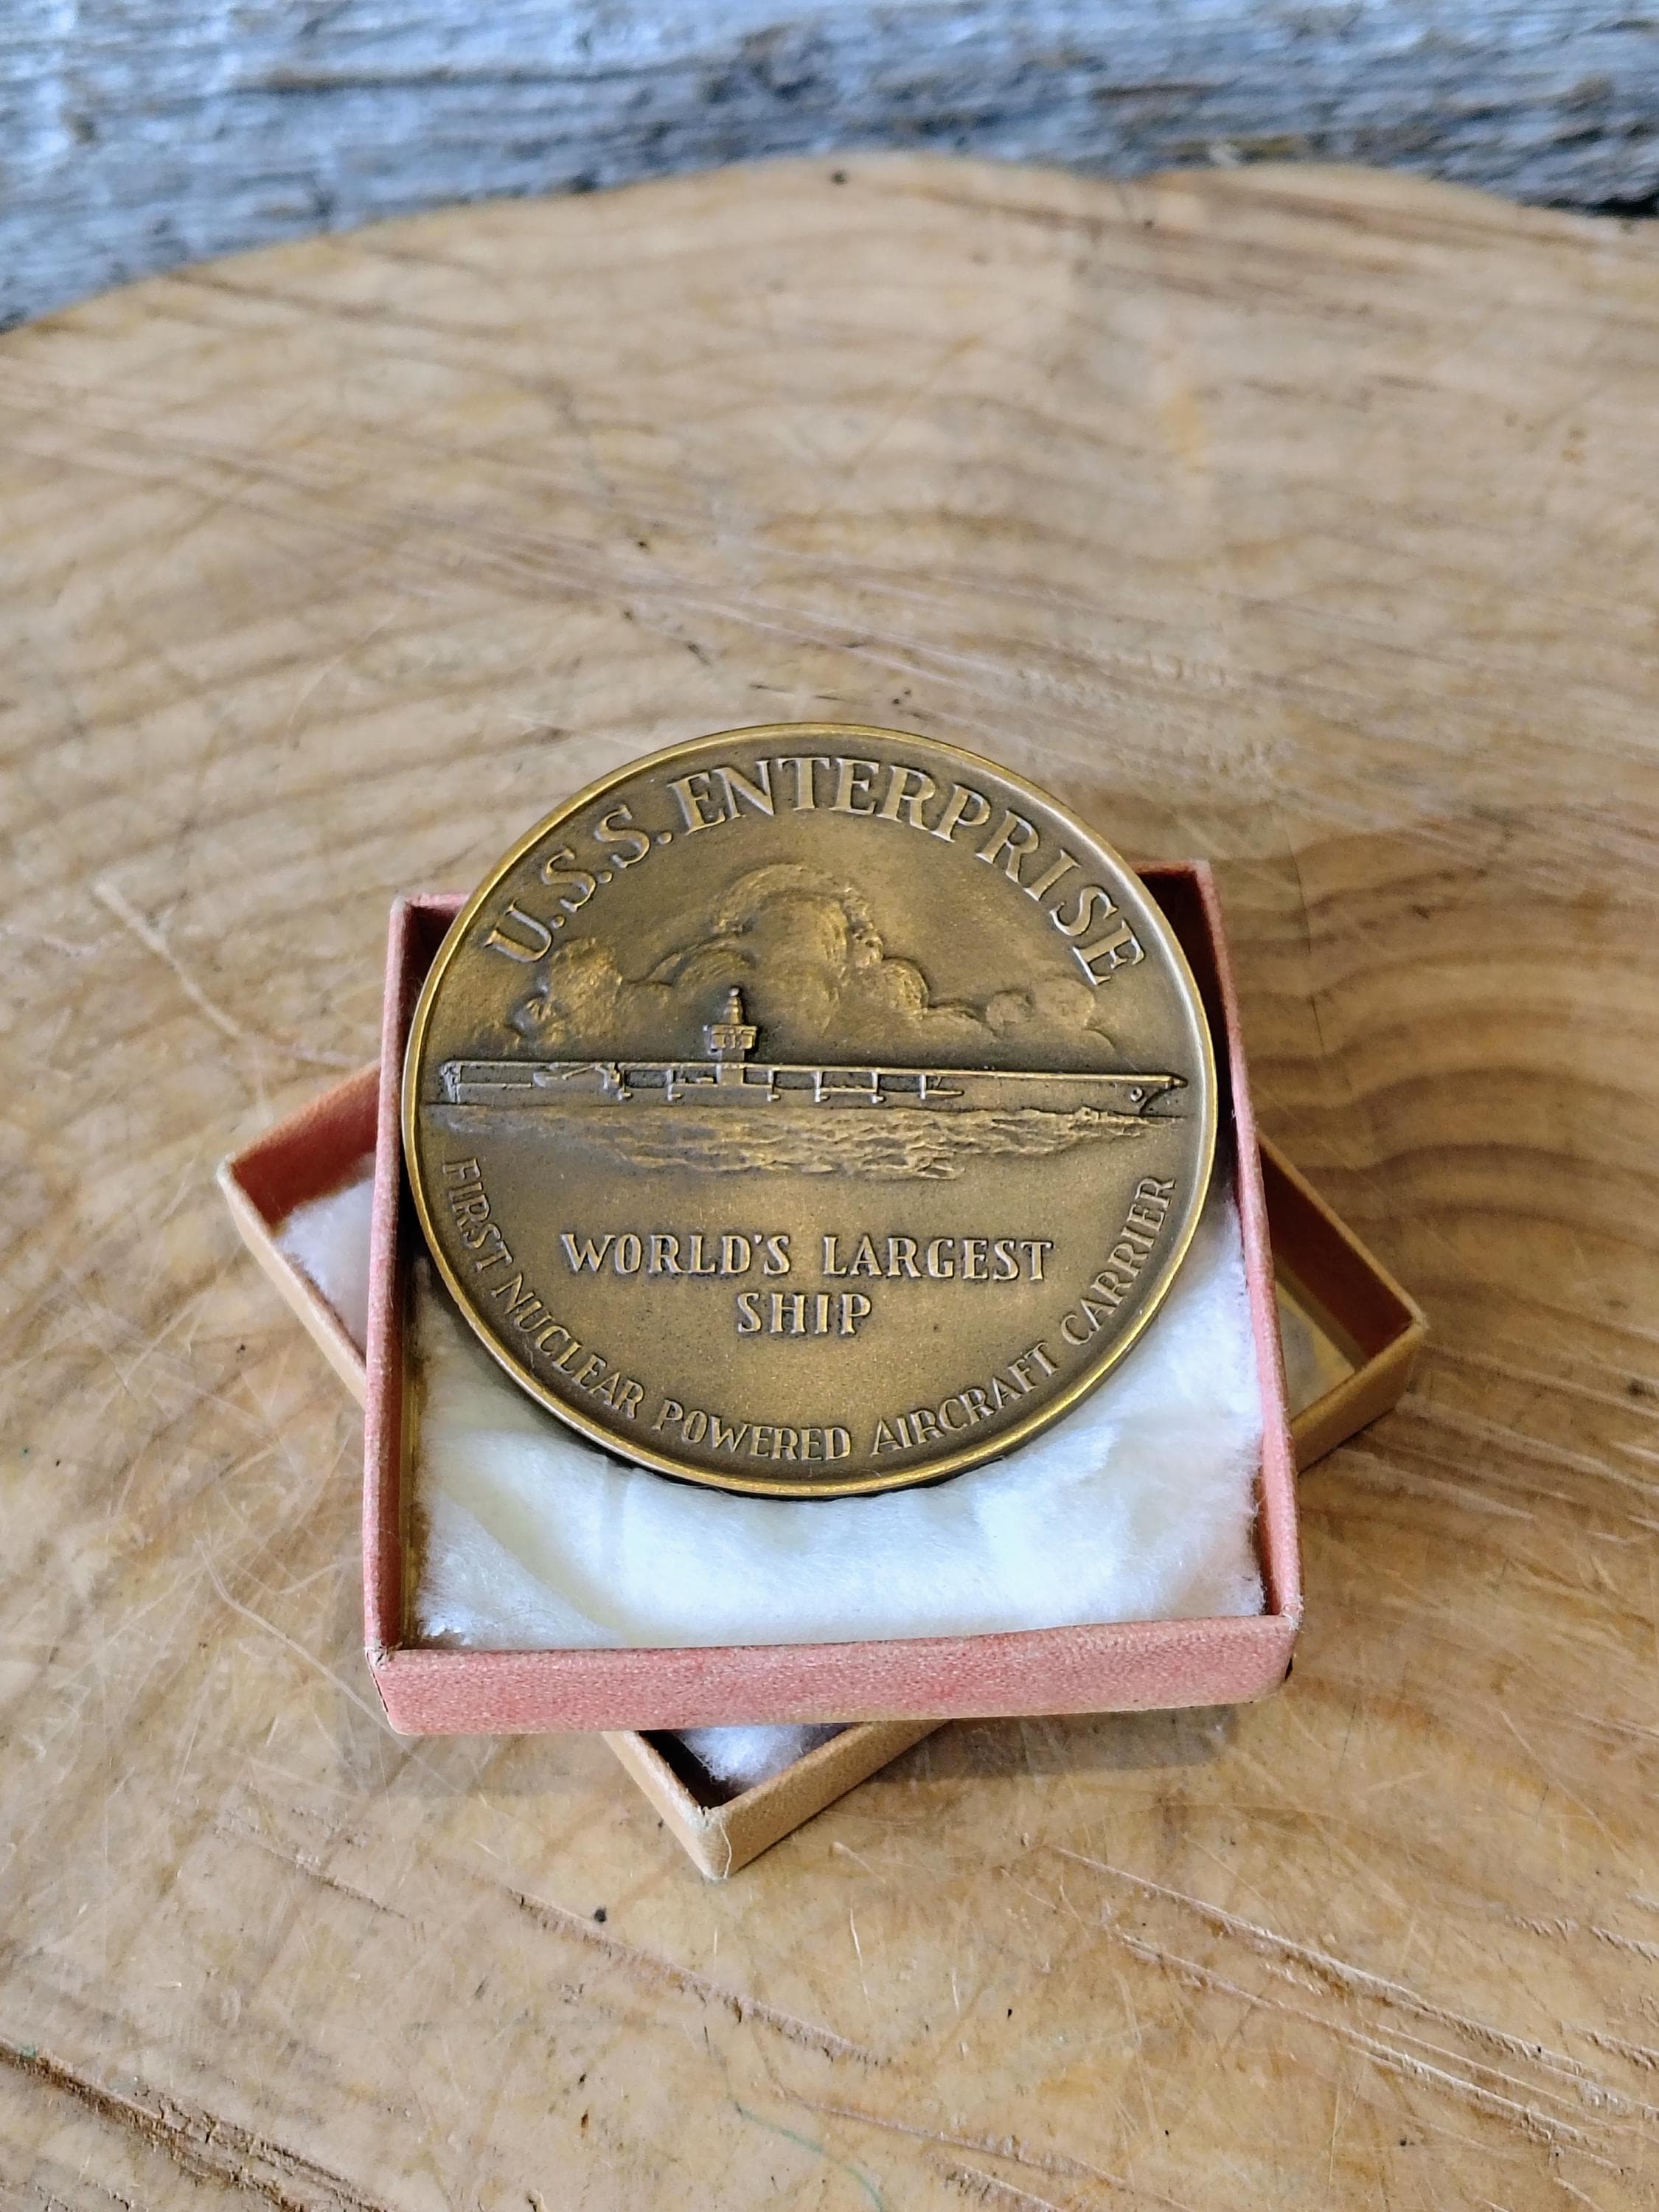 U.S.S. ENTERPRISE
WORLD'S LARGEST
SHIP
FIRST NUCLEAR POWERED AIRCRAFT CARRIER